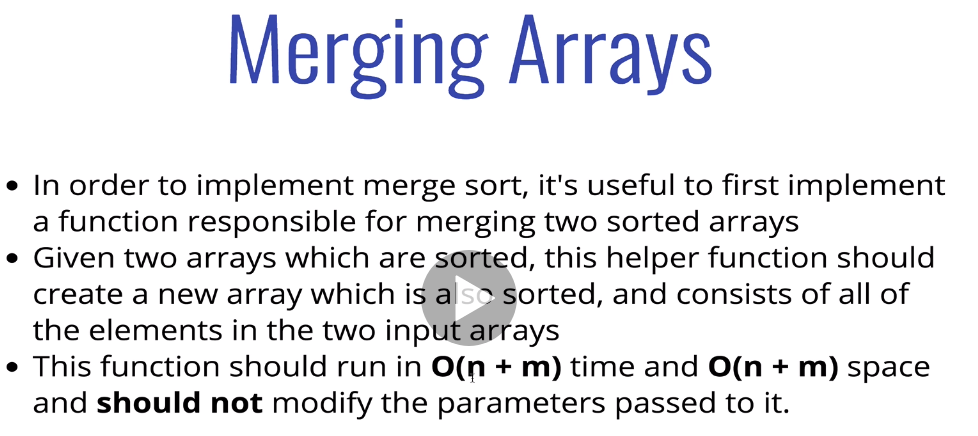 Merging Arrays
• In order to implement merge sort, it's useful to first implement
a function responsible for merging two sorted arrays
• Given two arrays which are sorted, this helper function should
create a new array which is also sorted, and consists of all of
the elements in the two input arrays
• This function should run in O(n + m) time and O(n + m) space
and should not modify the parameters passed to it.